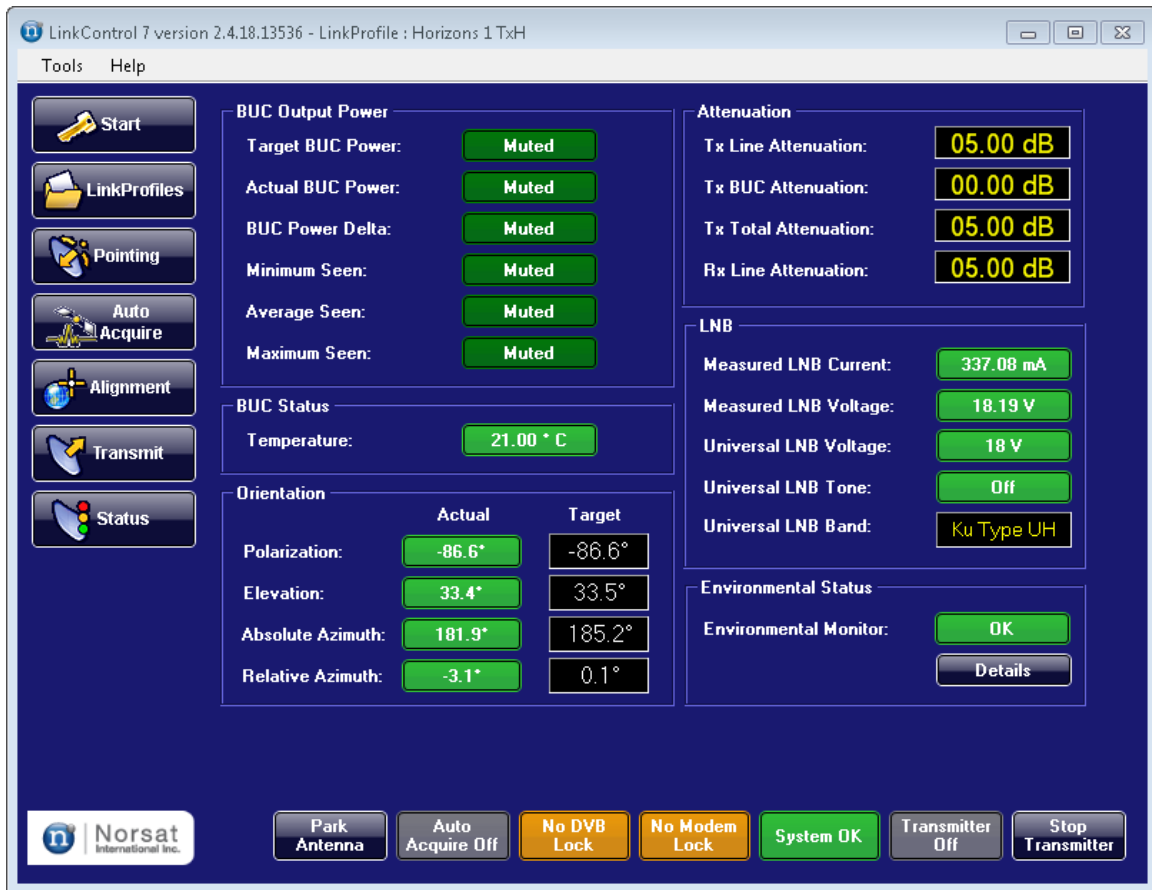 LinkControl 7 version 2.4.18.13536 - LinkProfile : Horizons 1 TxH
Tools Help
Start
LinkProfiles
Pointing
Auto
Acquire
Alignment
Transmit
Status
BUC Output Power
Target BUC Power: Muted
Actual BUC Power: Muted
BUC Power Delta: Muted
Minimum Seen: Muted
Average Seen: Muted
Maximum Seen: Muted
BUC Status
Temperature: 21.00 ° C
Orientation
Actual Target
Polarization: -86.6° -86.6°
Elevation: 33.4° 33.5°
Absolute Azimuth: 181.9° 185.2°
Relative Azimuth: -3.1° 0.1°
Attenuation
Tx Line Attenuation: 05.00 dB
Tx BUC Attenuation: 00.00 dB
Tx Total Attenuation: 05.00 dB
Rx Line Attenuation: 05.00 dB
LNB
Measured LNB Current: 337.08 mA
Measured LNB Voltage: 18.19 V
Universal LNB Voltage: 18 V
Universal LNB Tone: Off
Universal LNB Band: Ku Type UH
Environmental Status
Environmental Monitor: OK
Details
n Norsat
International Inc.
Park
Antenna
Auto
Acquire Off
No DVB
Lock
No Modem
Lock
System OK
Transmitter
Off
Stop
Transmitter